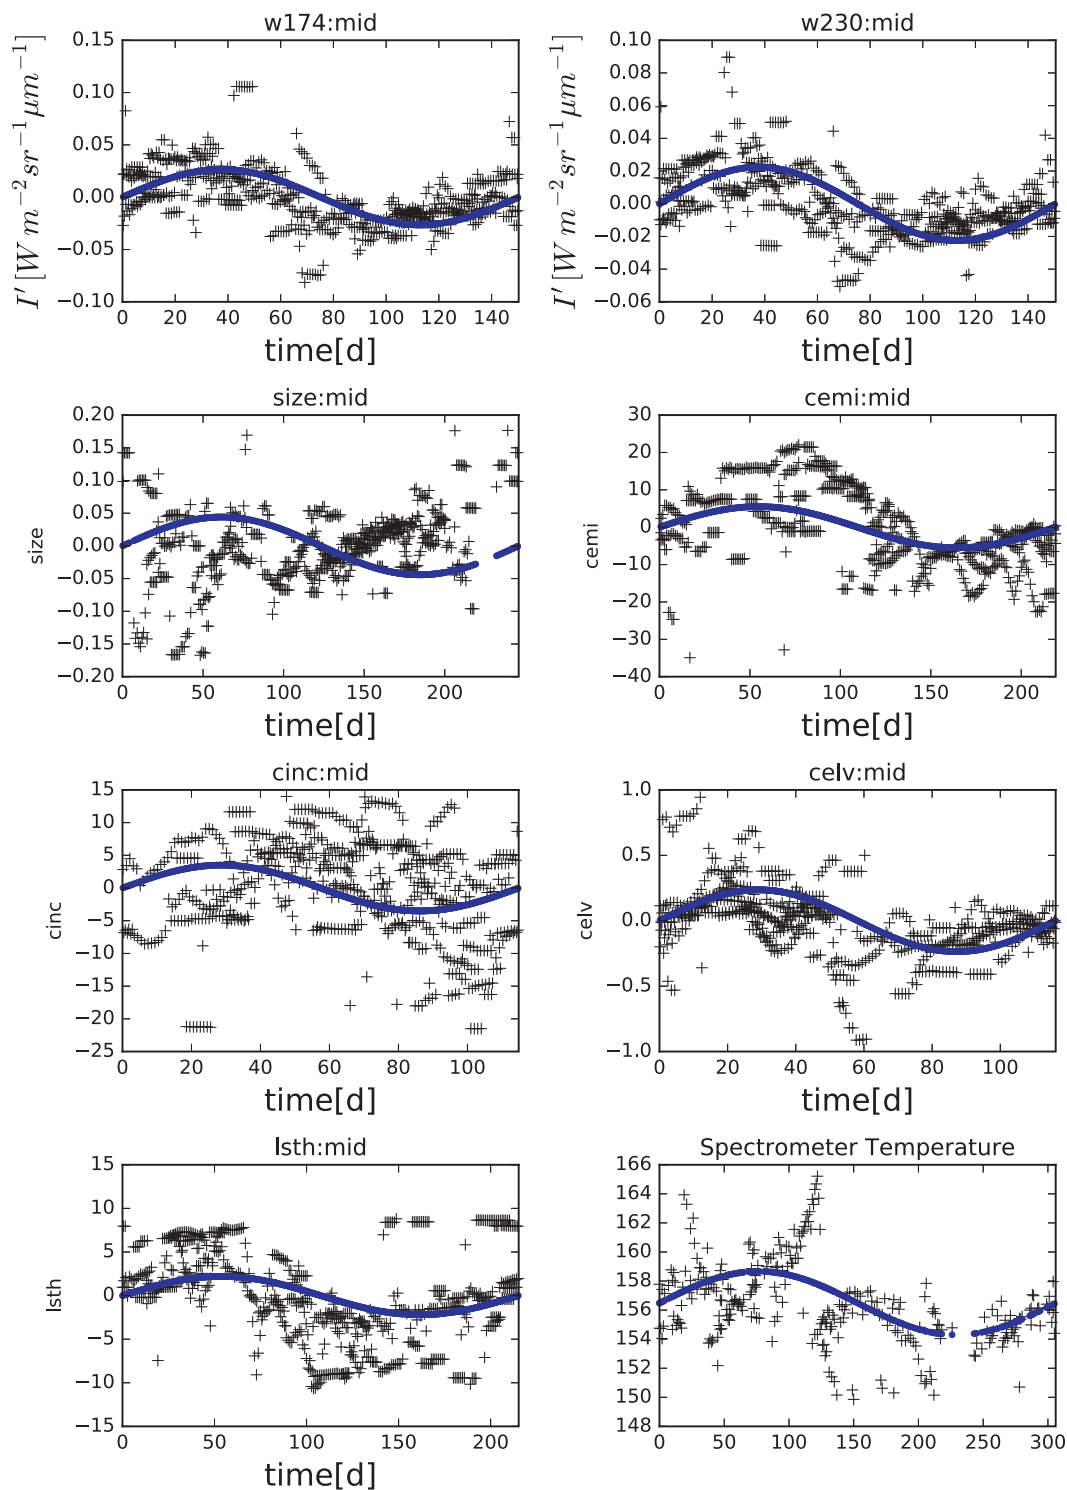 w174:mid
0.15
0.10
0.05
0.00
−0.05
−0.10
I′ [W m−2 sr−1 μm−1]
0 20 40 60 80 100 120 140
time[d]
w230:mid
0.10
0.08
0.06
0.04
0.02
0.00
−0.02
−0.04
−0.06
I′ [W m−2 sr−1 μm−1]
0 20 40 60 80 100 120 140
time[d]
size:mid
0.20
0.15
0.10
0.05
0.00
−0.05
−0.10
−0.15
−0.20
size
0 50 100 150 200
time[d]
cemi:mid
30
20
10
0
−10
−20
−30
−40
cemi
0 50 100 150 200
time[d]
cinc:mid
15
10
5
0
−5
−10
−15
−20
−25
cinc
0 20 40 60 80 100
time[d]
celv:mid
1.0
0.5
0.0
−0.5
−1.0
celv
0 20 40 60 80 100
time[d]
lsth:mid
15
10
5
0
−5
−10
−15
lsth
0 50 100 150 200
time[d]
Spectrometer Temperature
166
164
162
160
158
156
154
152
150
148
0 50 100 150 200 250 300